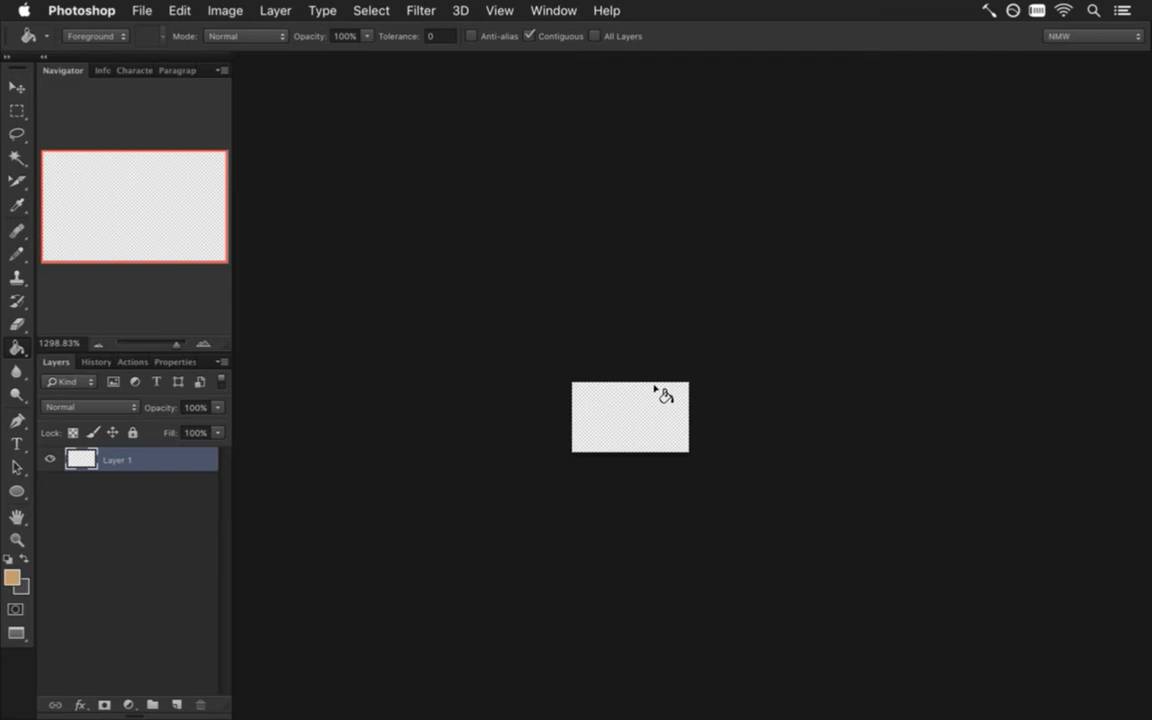 Photoshop File Edit Image Layer Type Select Filter 3D View Window Help
Foreground Mode: Normal Opacity: 100% Tolerance: 0 Anti-alias Contiguous All Layers NMW
Navigator Info Characte Paragrap
1298.83%
Layers History Actions Properties
Kind
Normal Opacity: 100%
Lock: Fill: 100%
Layer 1